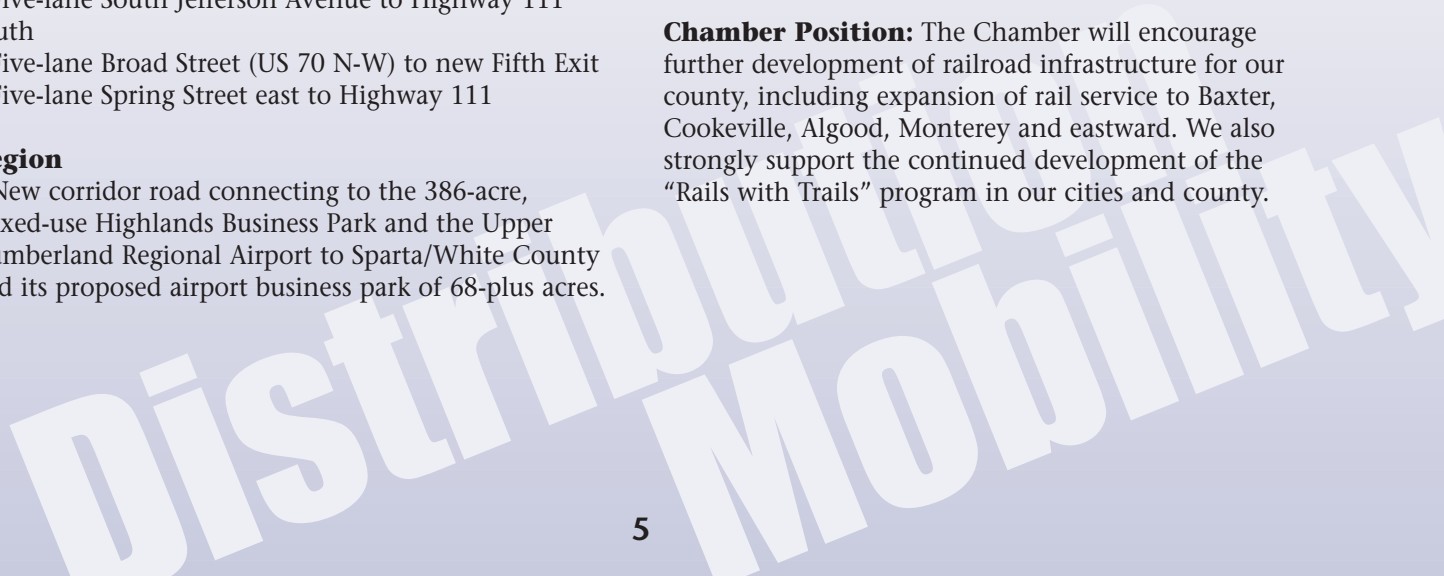 Five-lane South Jefferson Avenue to Highway 111
uth
Five-lane Broad Street (US 70 N-W) to new Fifth Exit
Five-lane Spring Street east to Highway 111
egion
New corridor road connecting to the 386-acre,
xed-use Highlands Business Park and the Upper
umberland Regional Airport to Sparta/White County
d its proposed airport business park of 68-plus acres.
Chamber Position: The Chamber will encourage
further development of railroad infrastructure for our
county, including expansion of rail service to Baxter,
Cookeville, Algood, Monterey and eastward. We also
strongly support the continued development of the
“Rails with Trails” program in our cities and county.
Distribution
Mobility
5